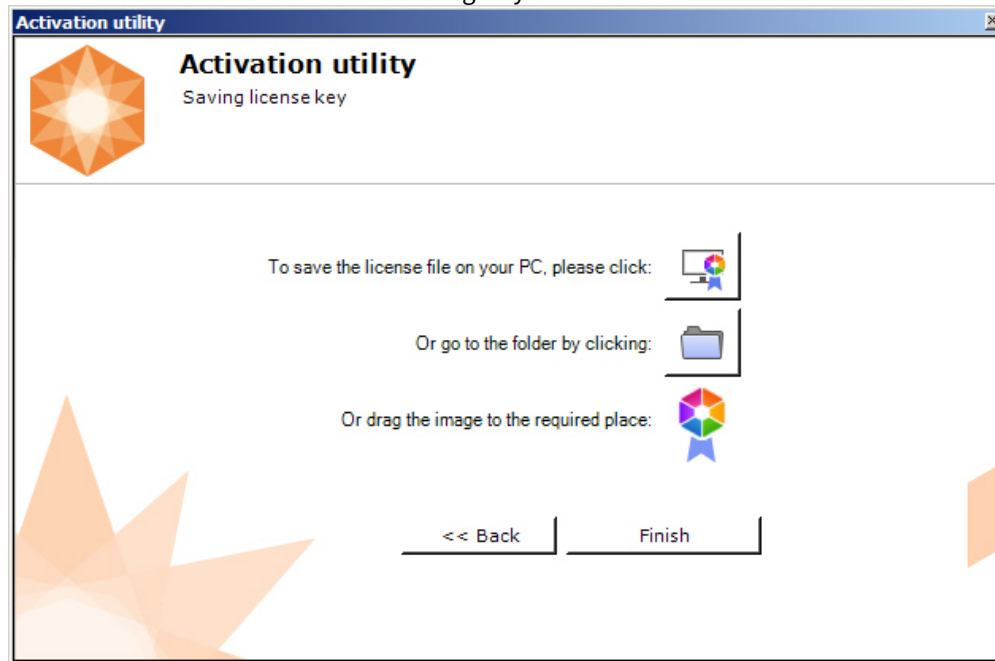 Activation utility
Activation utility
Saving license key
To save the license file on your PC, please click:
Or go to the folder by clicking:
Or drag the image to the required place:
<< Back
Finish